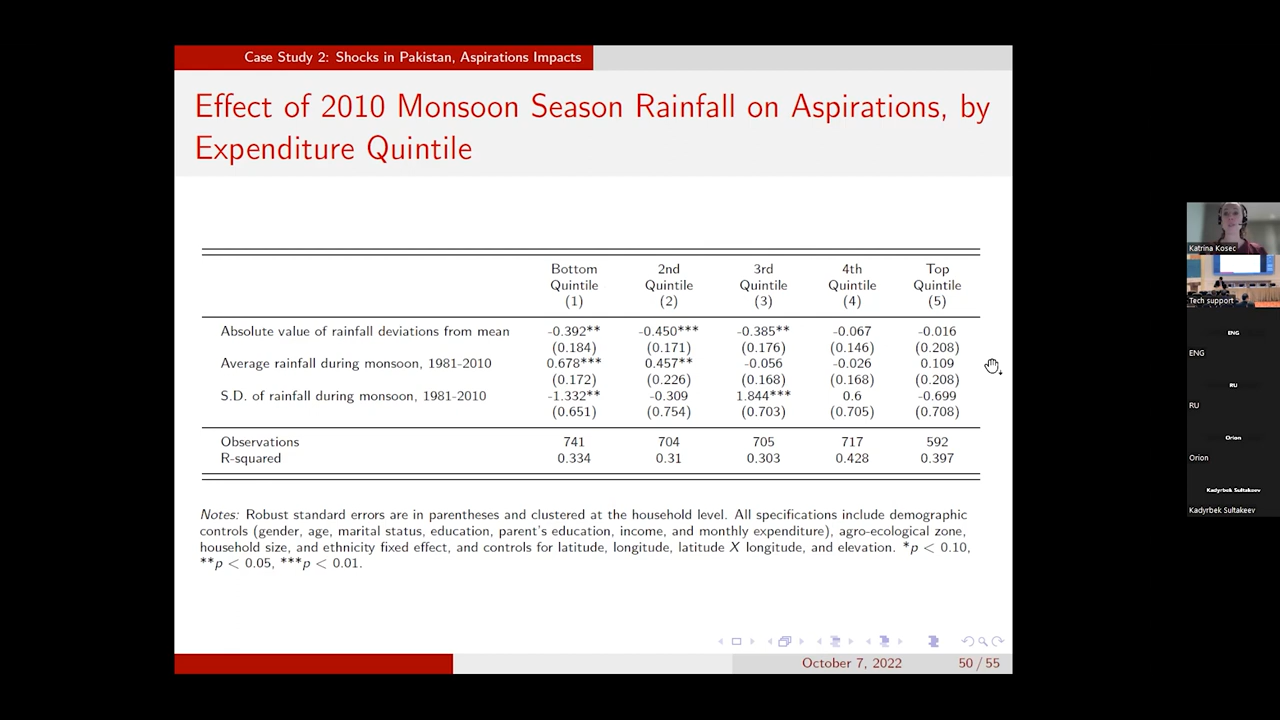 Case Study 2: Shocks in Pakistan, Aspirations Impacts
Effect of 2010 Monsoon Season Rainfall on Aspirations, by
Expenditure Quintile
Bottom 2nd 3rd 4th Top
Quintile Quintile Quintile Quintile Quintile
(1) (2) (3) (4) (5)
Absolute value of rainfall deviations from mean -0.392** -0.450*** -0.385** -0.067 -0.016
(0.184) (0.171) (0.176) (0.146) (0.208)
Average rainfall during monsoon, 1981-2010 0.678*** 0.457** -0.056 -0.026 0.109
(0.172) (0.226) (0.168) (0.168) (0.208)
S.D. of rainfall during monsoon, 1981-2010 -1.332** -0.309 1.844*** 0.6 -0.699
(0.651) (0.754) (0.703) (0.705) (0.708)
Observations 741 704 705 717 592
R-squared 0.334 0.31 0.303 0.428 0.397
Notes: Robust standard errors are in parentheses and clustered at the household level. All specifications include demographic
controls (gender, age, marital status, education, parent's education, income, and monthly expenditure), agro-ecological zone,
household size, and ethnicity fixed effect, and controls for latitude, longitude, latitude X longitude, and elevation. *p < 0.10,
**p < 0.05, ***p < 0.01.
October 7, 2022 50 / 55
Katrina Kosec
Tech support
ENG
ENG
RU
RU
Orion
Orion
Kadyrbek Sultakeev
Kadyrbek Sultakeev